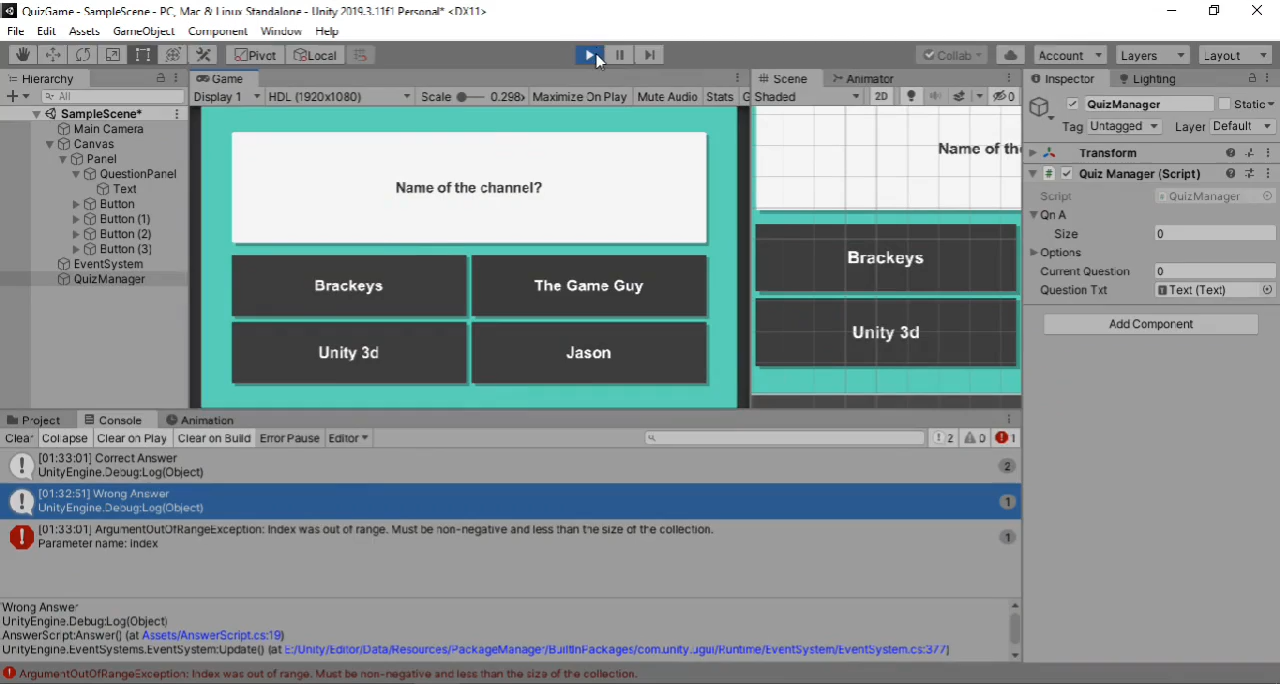 QuizGame - SampleScene - PC, Mac & Linux Standalone - Unity 2019.3.11f1 Personal* <DX11>
File Edit Assets GameObject Component Window Help
Pivot Local Collab Account Layers Layout
Hierarchy Game Scene Animator Inspector Lighting
All Display 1 HDL (1920x1080) Scale 0.298x Maximize On Play Mute Audio Stats G Shaded 2D 0 QuizManager Static
SampleScene*
Main Camera
Canvas
Panel
QuestionPanel
Text
Button
Button (1)
Button (2)
Button (3)
EventSystem
QuizManager
Name of the channel?
Brackeys The Game Guy
Unity 3d Jason
Name of the
Brackeys
Unity 3d
Tag Untagged Layer Default
Transform
# Quiz Manager (Script)
Script QuizManager
Qn A
Size 0
Options
Current Question 0
Question Txt Text (Text)
Add Component
Project Console Animation
Clear Collapse Clear on Play Clear on Build Error Pause Editor 2 0 1
[01:33:01] Correct Answer
UnityEngine.Debug:Log(Object)
2
[01:32:51] Wrong Answer
UnityEngine.Debug:Log(Object)
1
[01:33:01] ArgumentOutOfRangeException: Index was out of range. Must be non-negative and less than the size of the collection.
Parameter name: index
1
Wrong Answer
UnityEngine.Debug:Log(Object)
AnswerScript:Answer() (at Assets/AnswerScript.cs:19)
UnityEngine.EventSystems.EventSystem:Update() (at E:/Unity/Editor/Data/Resources/PackageManager/BuiltInPackages/com.unity.ugui/Runtime/EventSystem/EventSystem.cs:377)
ArgumentOutOfRangeException: Index was out of range. Must be non-negative and less than the size of the collection.